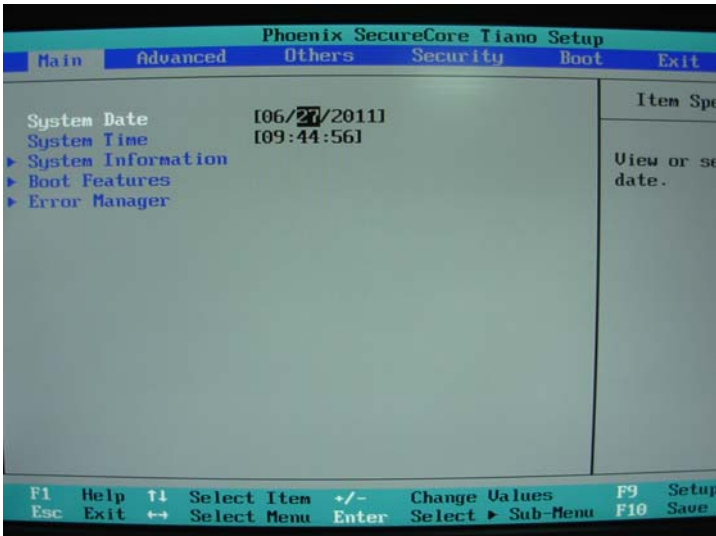 Phoenix SecureCore Tiano Setup
Main Advanced Others Security Boot Exit
Item
System Date [06/27/2011]
System Time [09:44:56]
▶ System Information
▶ Boot Features
▶ Error Manager
View or
date.
F1 Help ↑↓ Select Item +/- Change Values F9 Setup
Esc Exit ↔ Select Menu Enter Select ▶ Sub-Menu F10 Save